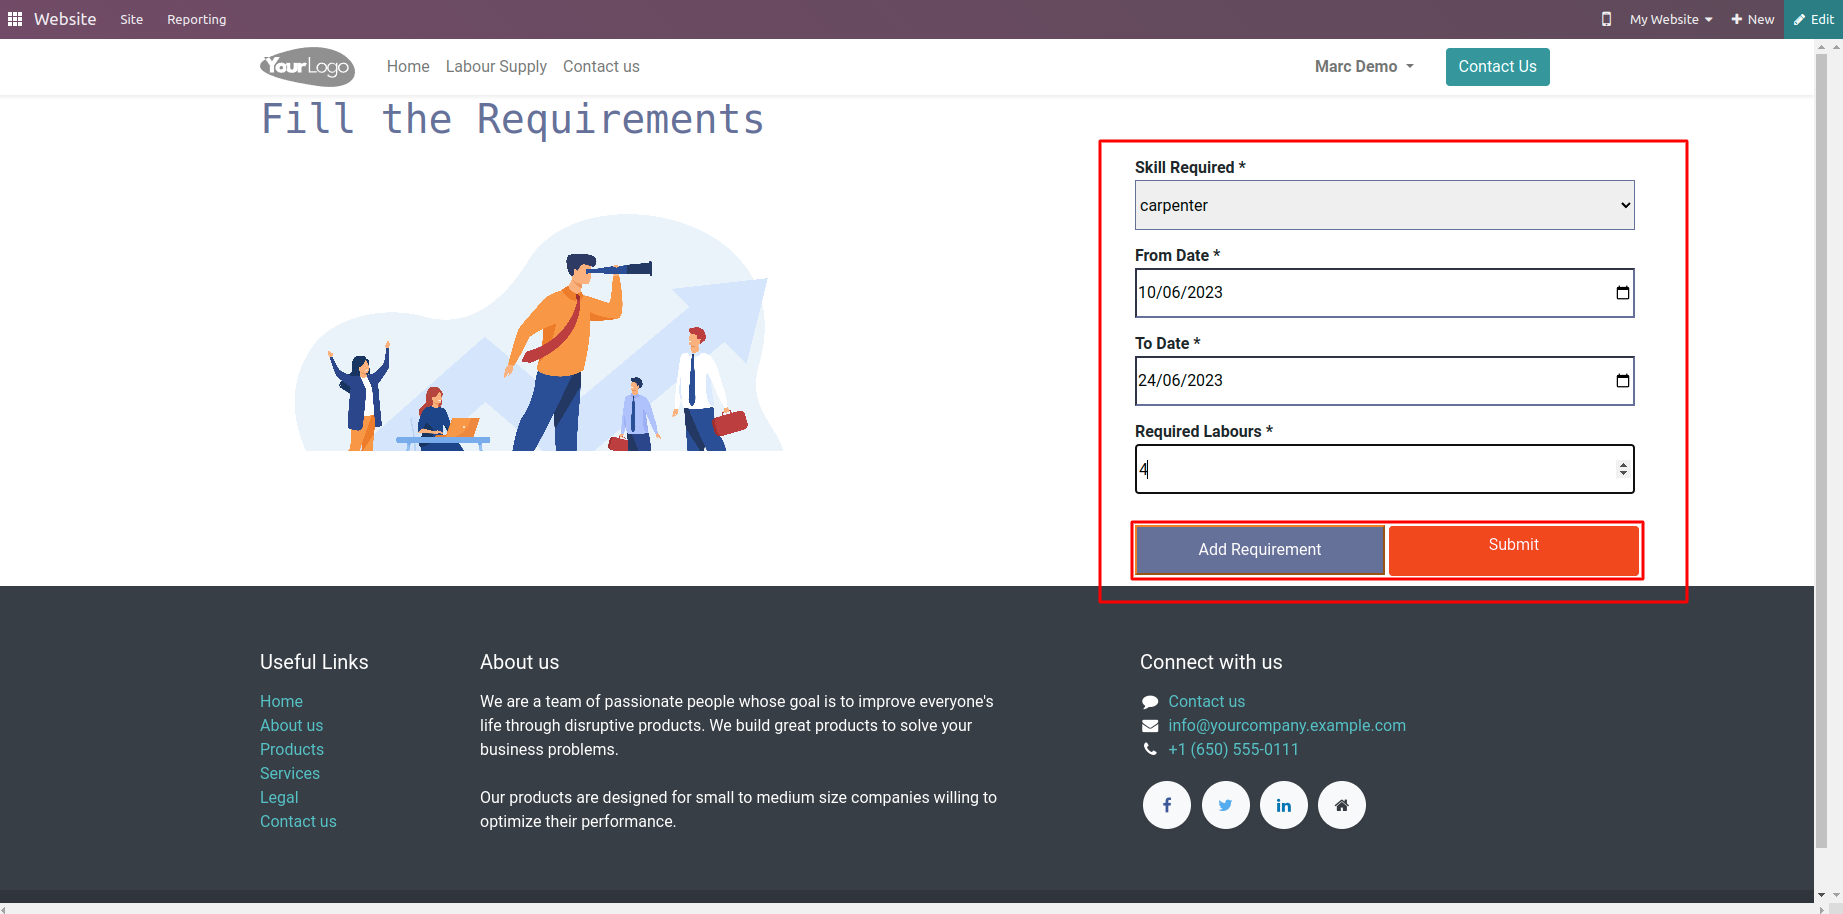 Website Site Reporting My Website New Edit
YourLogo Home Labour Supply Contact us Marc Demo Contact Us
Fill the Requirements
Skill Required *
carpenter
From Date *
10/06/2023
To Date *
24/06/2023
Required Labours *
4
Add Requirement Submit
Useful Links
Home
About us
Products
Services
Legal
Contact us
About us
We are a team of passionate people whose goal is to improve everyone's
life through disruptive products. We build great products to solve your
business problems.
Our products are designed for small to medium size companies willing to
optimize their performance.
Connect with us
Contact us
info@yourcompany.example.com
+1 (650) 555-0111